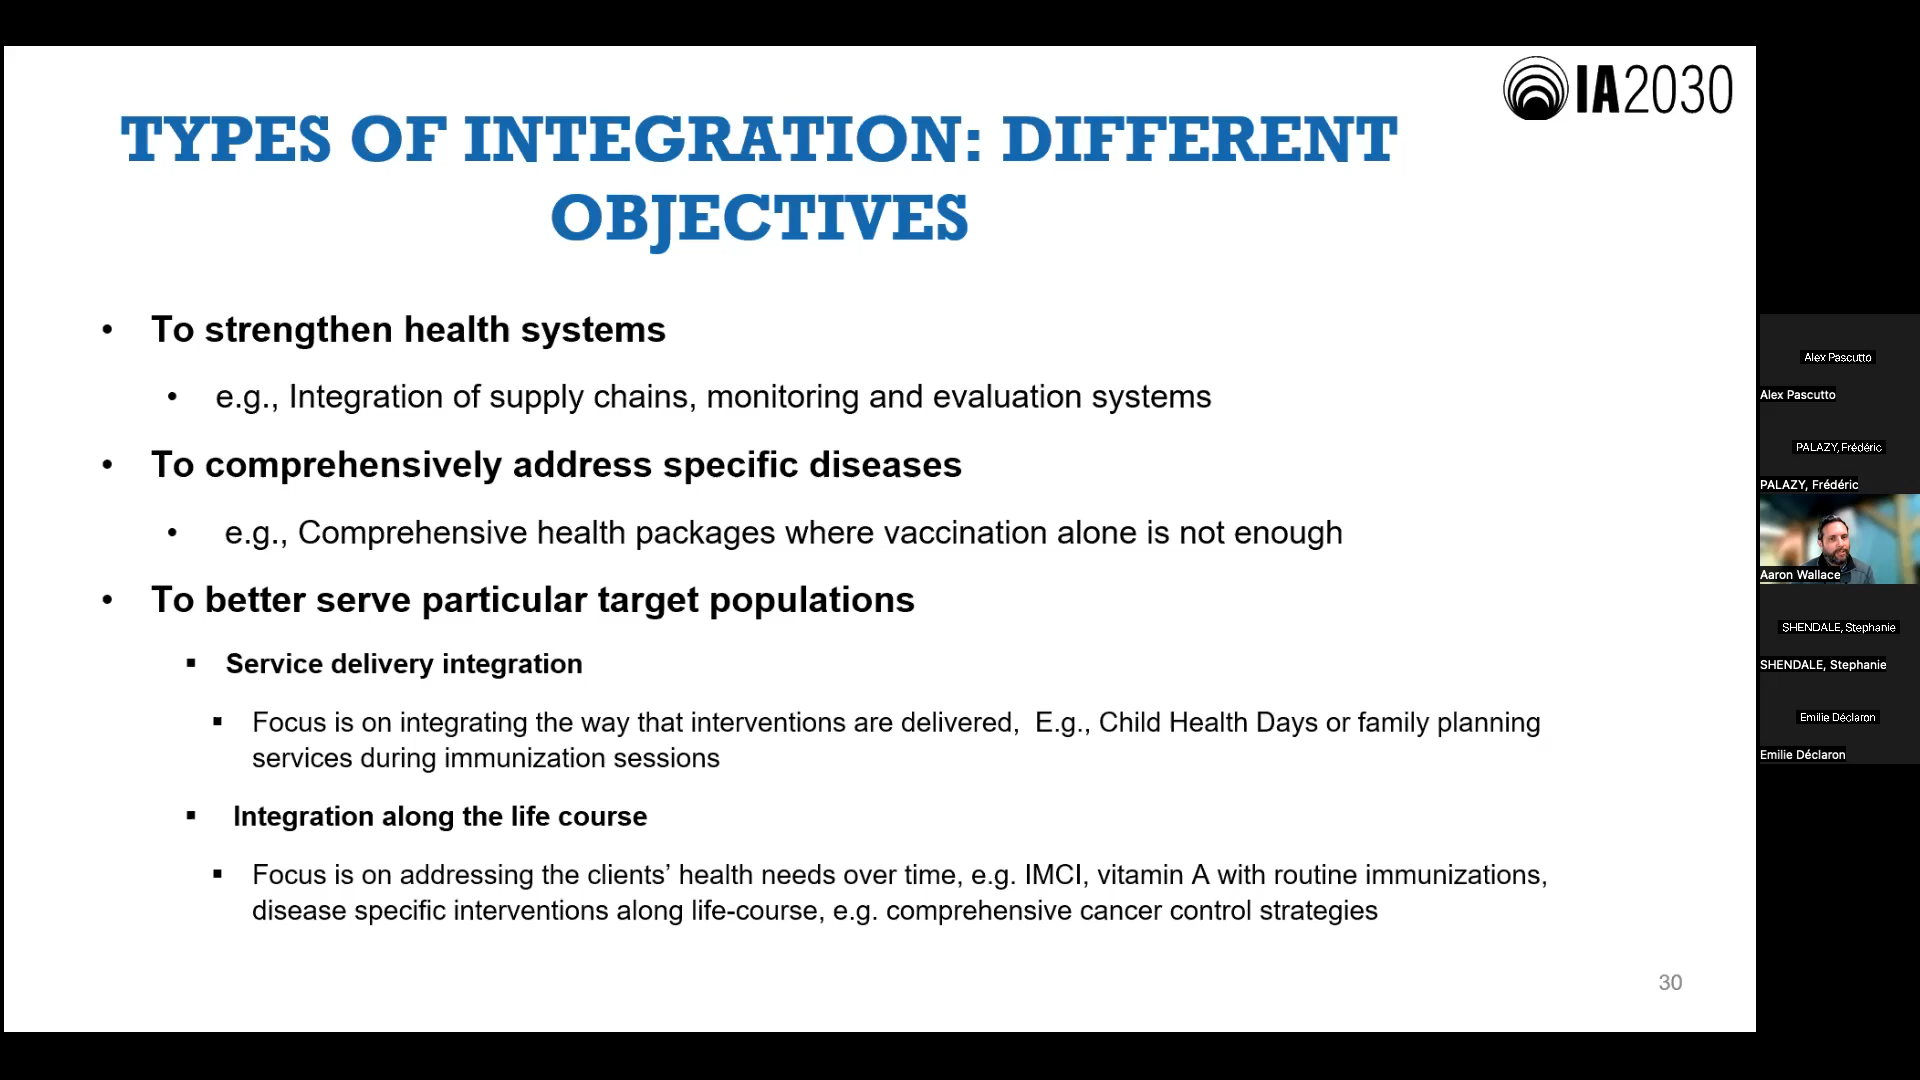 IA2030
TYPES OF INTEGRATION: DIFFERENT
OBJECTIVES
• To strengthen health systems
• e.g., Integration of supply chains, monitoring and evaluation systems
• To comprehensively address specific diseases
• e.g., Comprehensive health packages where vaccination alone is not enough
• To better serve particular target populations
▪ Service delivery integration
▪ Focus is on integrating the way that interventions are delivered, E.g., Child Health Days or family planning
services during immunization sessions
▪ Integration along the life course
▪ Focus is on addressing the clients’ health needs over time, e.g. IMCI, vitamin A with routine immunizations,
disease specific interventions along life-course, e.g. comprehensive cancer control strategies
30
Alex Pascutto
Alex Pascutto
PALAZY, Frédéric
PALAZY, Frédéric
Aaron Wallace
SHENDALE, Stephanie
SHENDALE, Stephanie
Emilie Déclaron
Emilie Déclaron